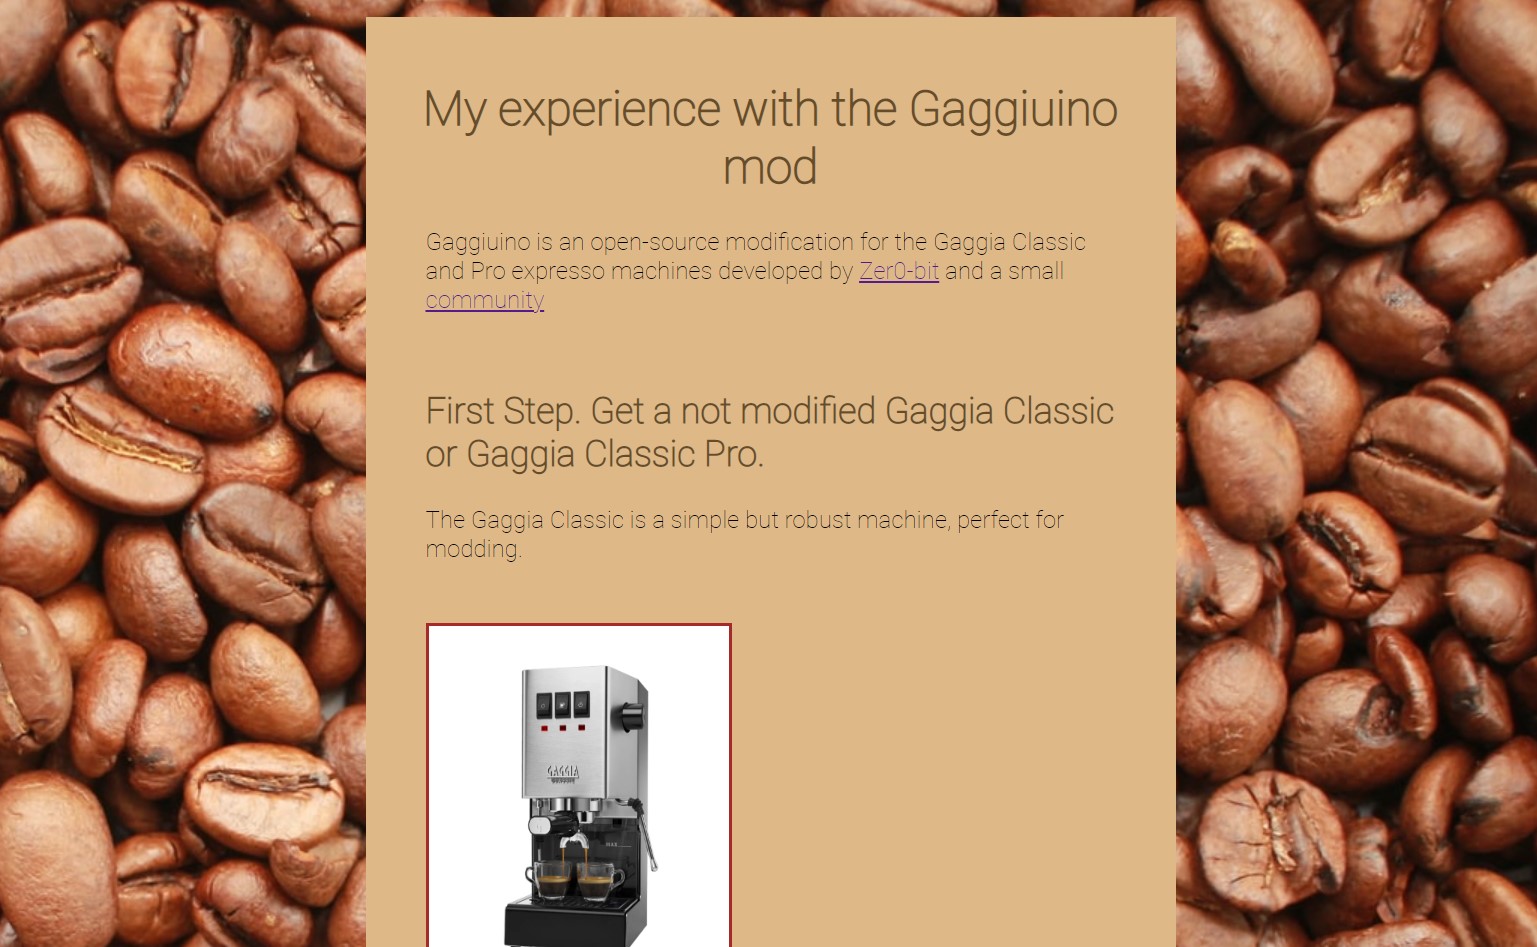 My experience with the Gaggiuino
mod
Gaggiuino is an open-source modification for the Gaggia Classic
and Pro expresso machines developed by Zer0-bit and a small
community
First Step. Get a not modified Gaggia Classic
or Gaggia Classic Pro.
The Gaggia Classic is a simple but robust machine, perfect for
modding.
GAGGIA
MAX